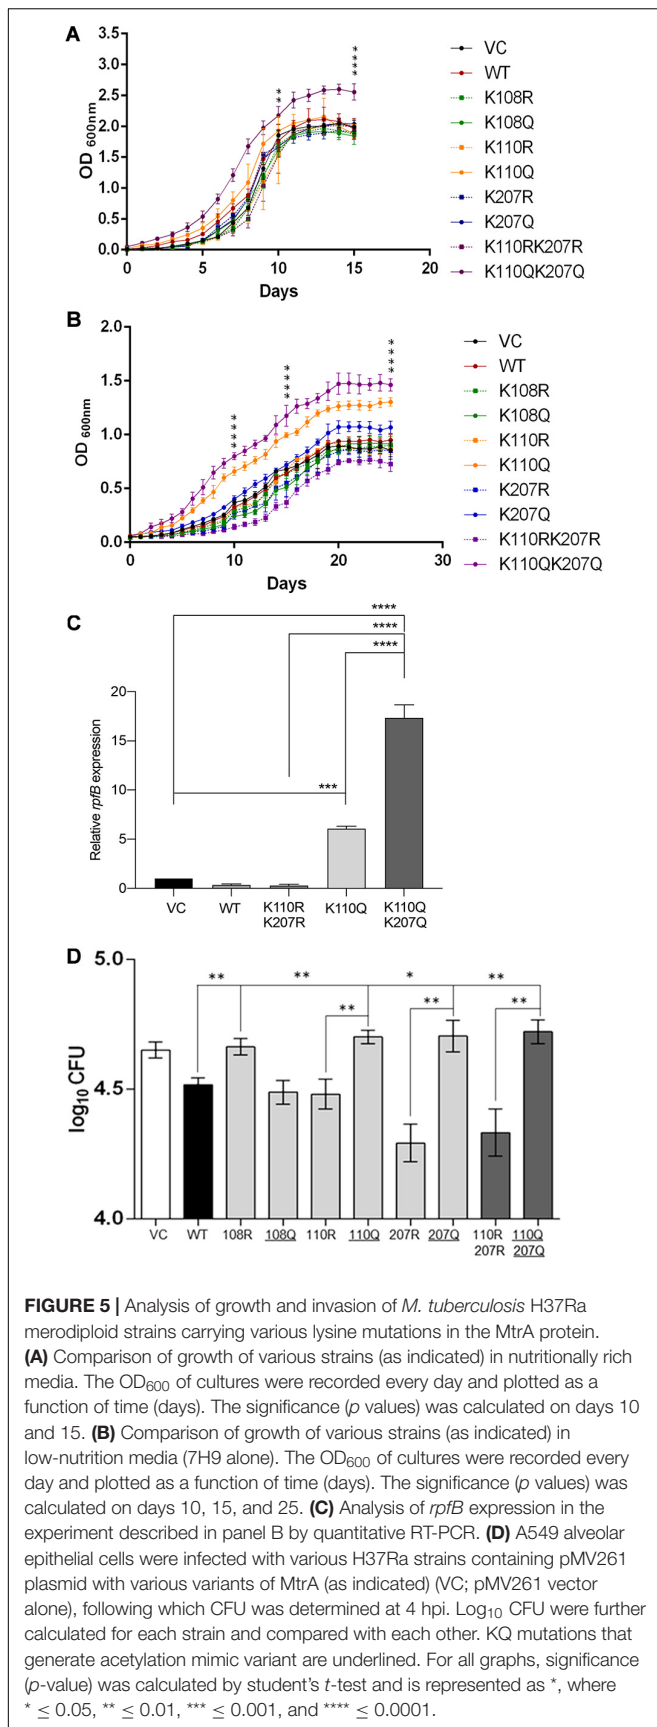 A
3.5
3.0
2.5
2.0
1.5
1.0
0.5
0.0
OD 600nm
0 5 10 15 20
Days
**
****
VC
WT
K108R
K108Q
K110R
K110Q
K207R
K207Q
K110RK207R
K110QK207Q
B
2.0
1.5
1.0
0.5
0.0
OD 600nm
0 10 20 30
Days
****
****
****
VC
WT
K108R
K108Q
K110R
K110Q
K207R
K207Q
K110RK207R
K110QK207Q
C
****
****
****
***
20
15
10
5
0
Relative rpfB expression
VC WT K110R K110Q K110Q
K207R K207Q
D
5.0
4.5
4.0
log10 CFU
** ** * **
** ** **
VC WT 108R 108Q 110R 110Q 207R 207Q 110R 110Q
207R 207Q
FIGURE 5 | Analysis of growth and invasion of M. tuberculosis H37Ra
merodiploid strains carrying various lysine mutations in the MtrA protein.
(A) Comparison of growth of various strains (as indicated) in nutritionally rich
media. The OD600 of cultures were recorded every day and plotted as a
function of time (days). The significance (p values) was calculated on days 10
and 15. (B) Comparison of growth of various strains (as indicated) in
low-nutrition media (7H9 alone). The OD600 of cultures were recorded every
day and plotted as a function of time (days). The significance (p values) was
calculated on days 10, 15, and 25. (C) Analysis of rpfB expression in the
experiment described in panel B by quantitative RT-PCR. (D) A549 alveolar
epithelial cells were infected with various H37Ra strains containing pMV261
plasmid with various variants of MtrA (as indicated) (VC; pMV261 vector
alone), following which CFU was determined at 4 hpi. Log10 CFU were further
calculated for each strain and compared with each other. KQ mutations that
generate acetylation mimic variant are underlined. For all graphs, significance
(p-value) was calculated by student's t-test and is represented as *, where
* ≤ 0.05, ** ≤ 0.01, *** ≤ 0.001, and **** ≤ 0.0001.